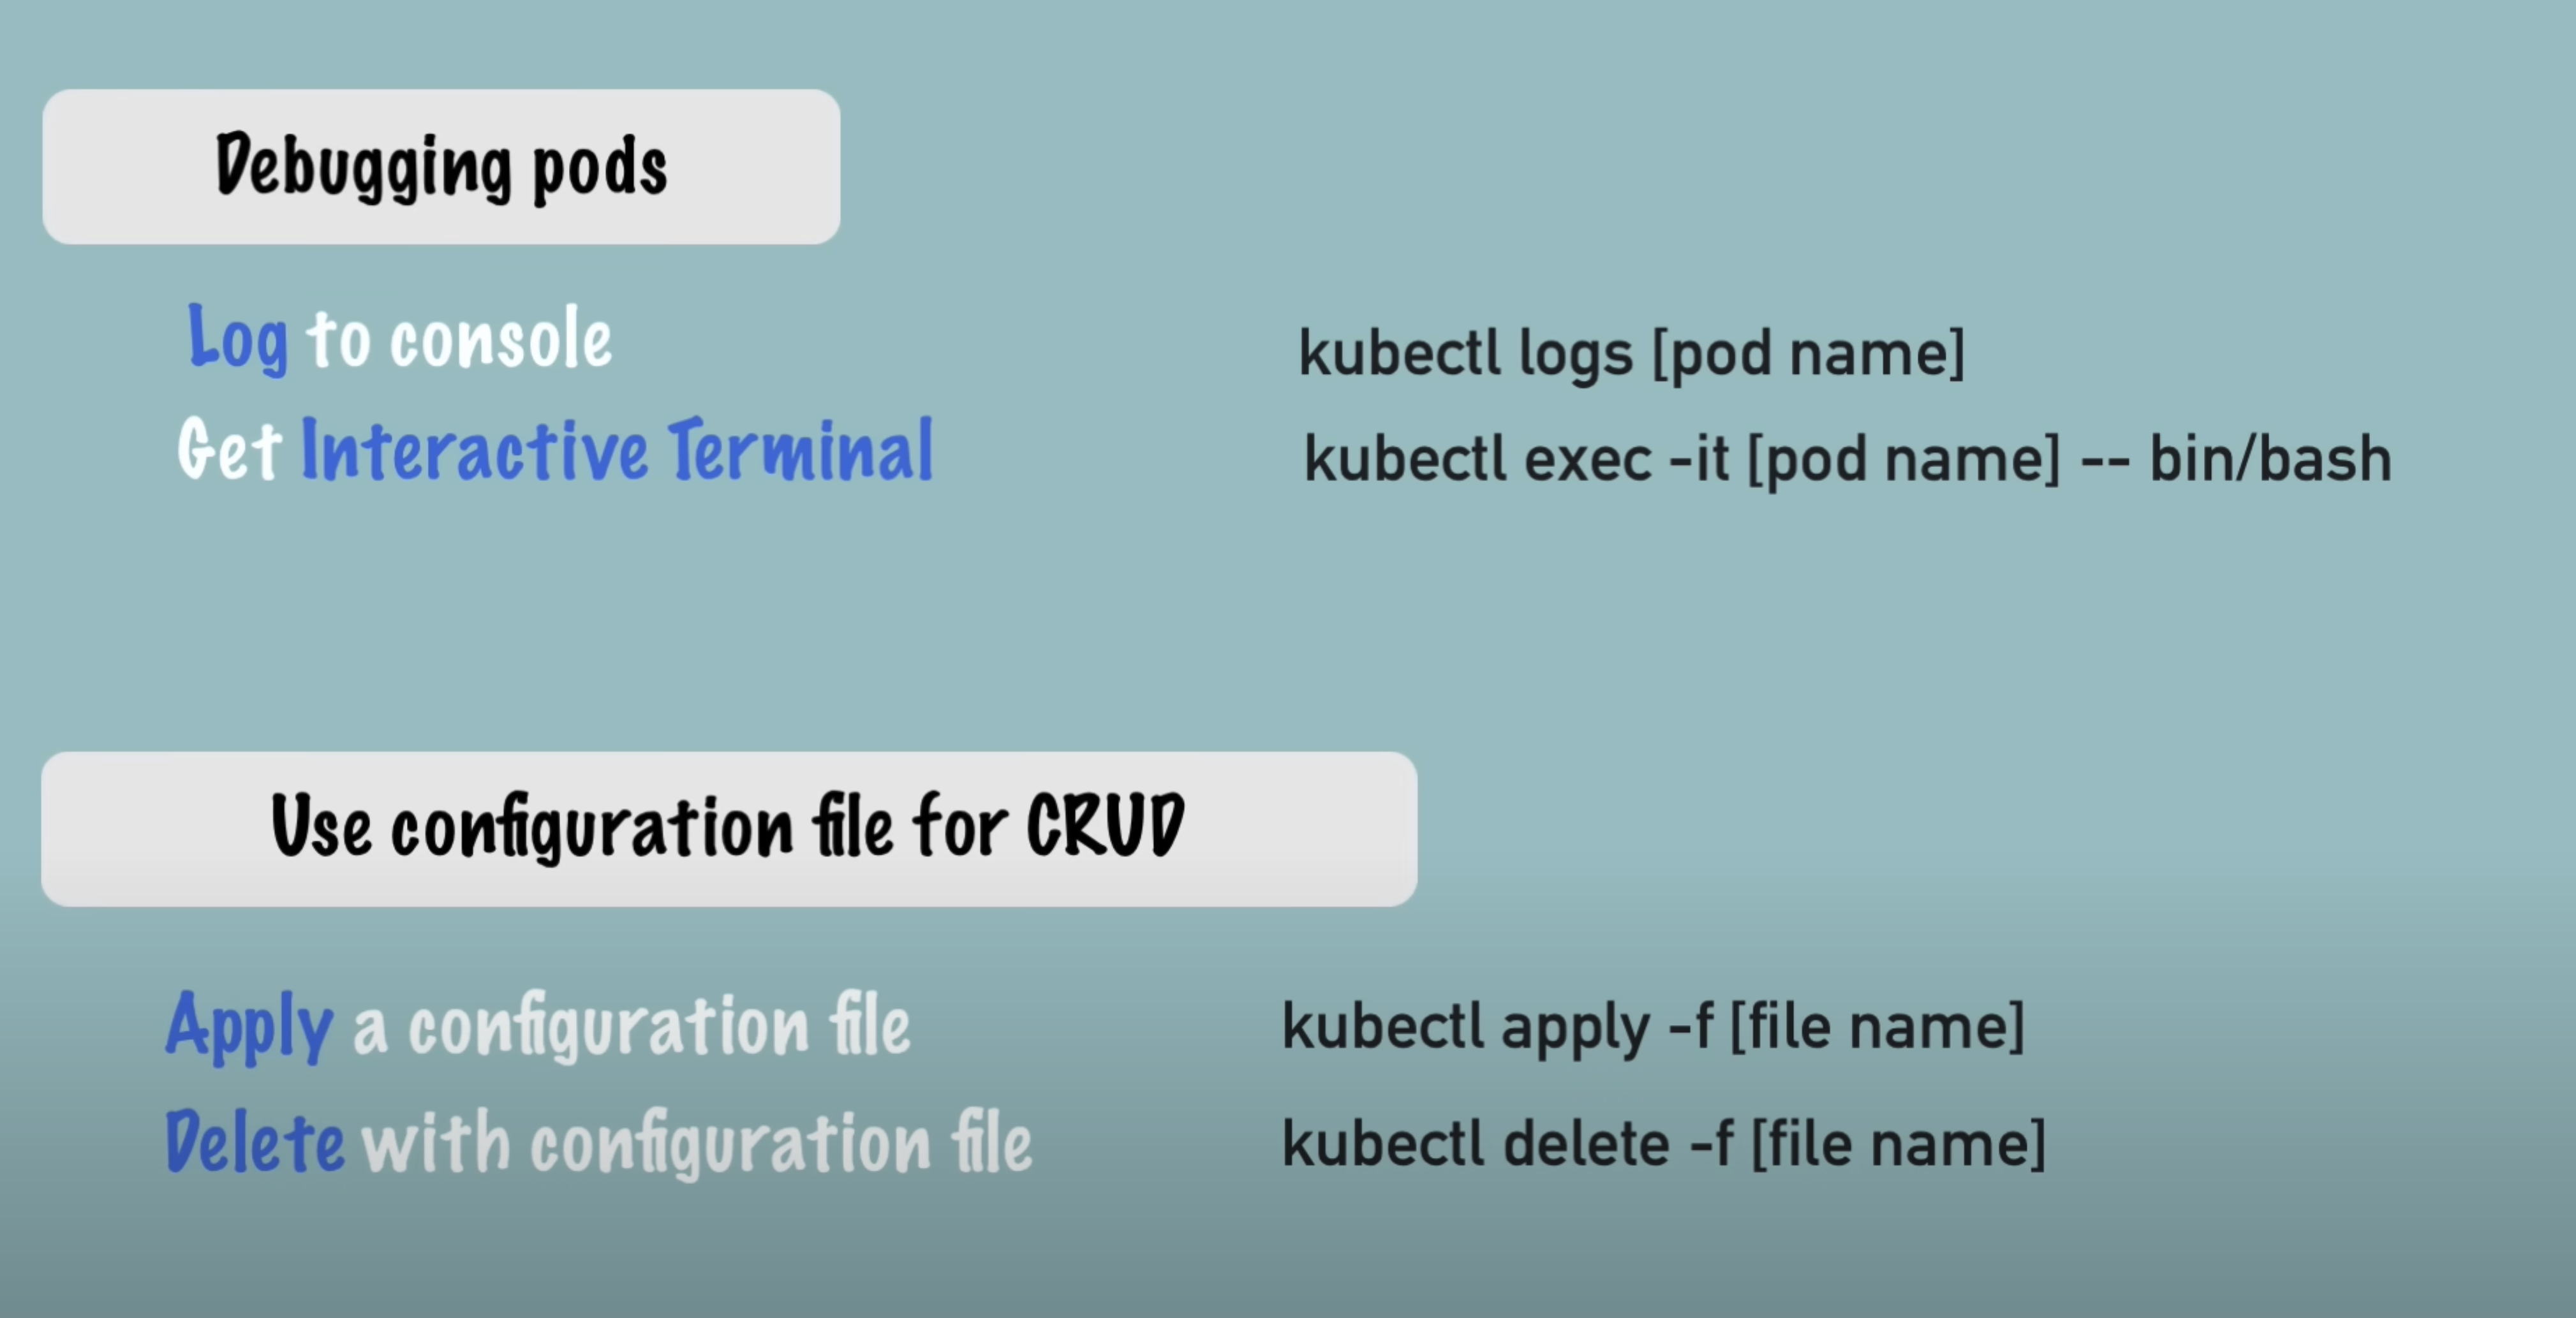 Debugging pods
Log to console
kubectl logs [pod name]
Get Interactive Terminal
kubectl exec -it [pod name] -- bin/bash
Use configuration file for CRUD
Apply a configuration file
kubectl apply -f [file name]
Delete with configuration file
kubectl delete -f [file name]